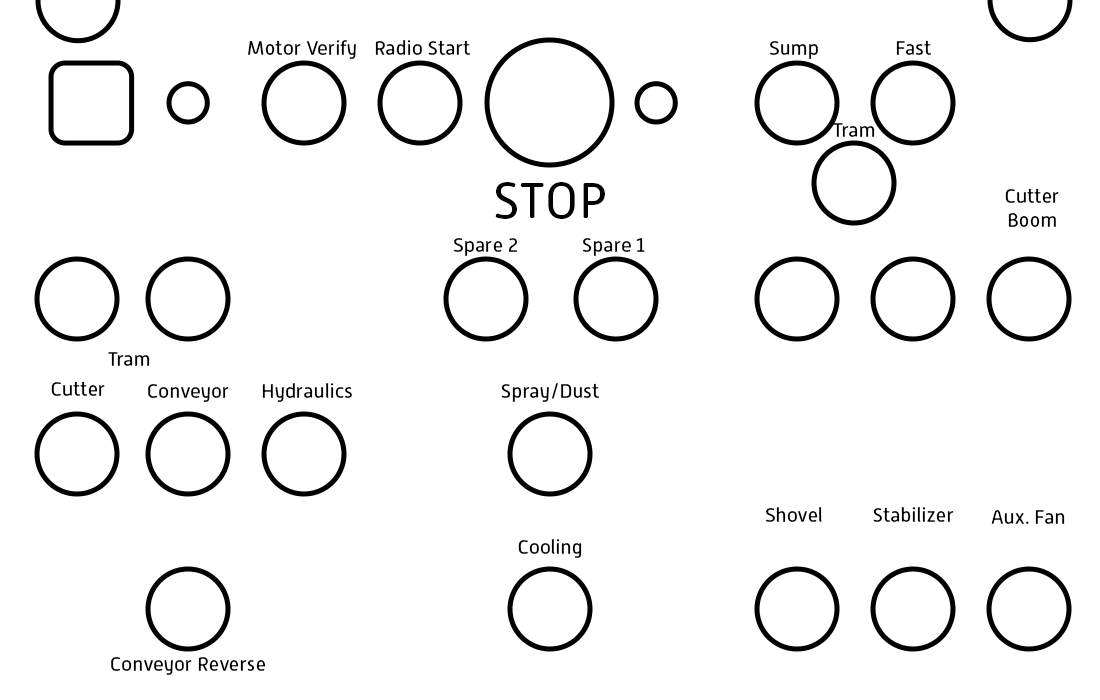 Motor Verify
Radio Start
Sump
Fast
Tram
STOP
Cutter
Boom
Spare 2
Spare 1
Tram
Cutter
Conveyor
Hydraulics
Spray/Dust
Shovel
Stabilizer
Aux. Fan
Cooling
Conveyor Reverse